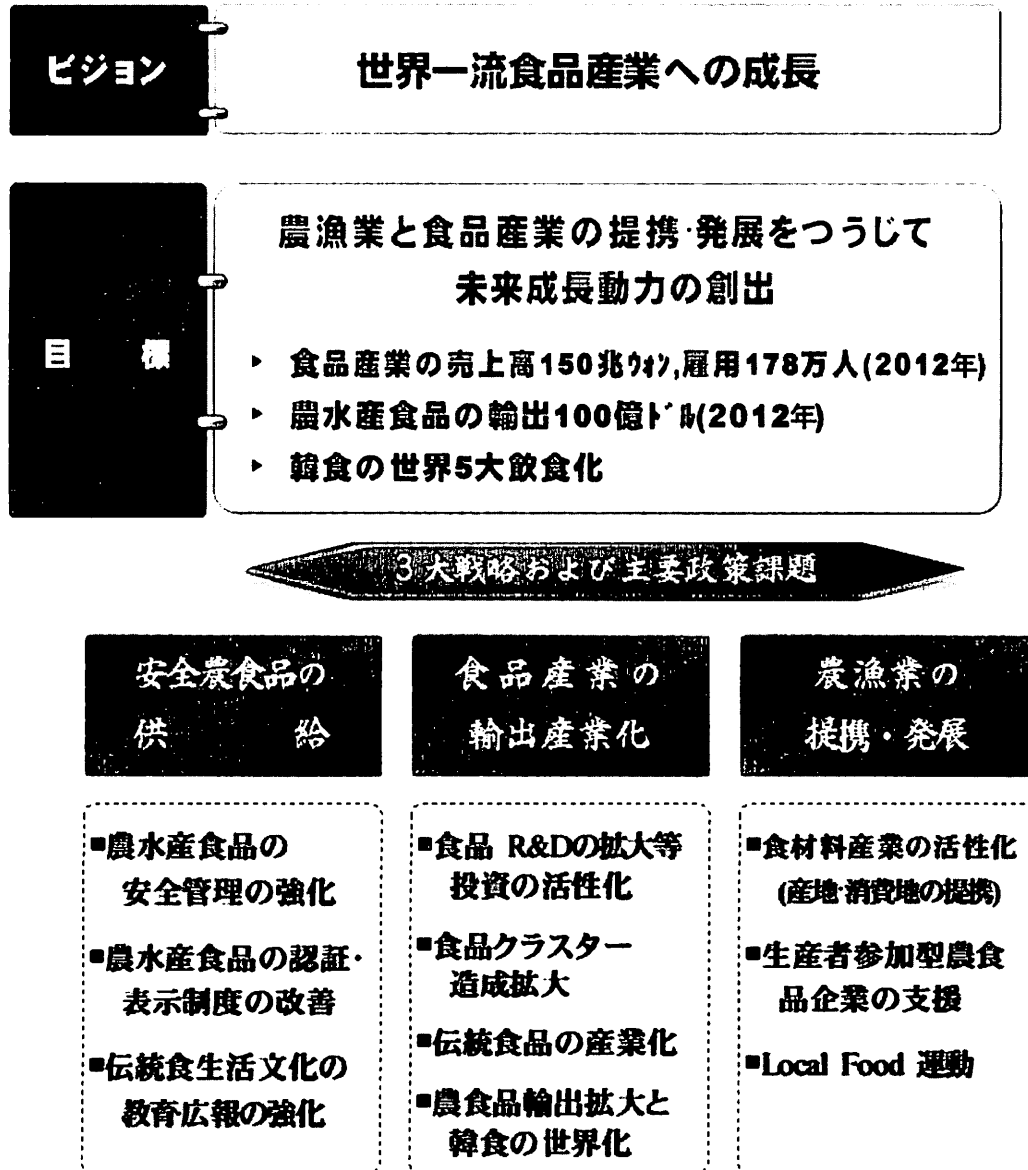 ビジョン
世界一流食品産業への成長
目 標
農漁業と食品産業の提携·発展をつうじて
未来成長動力の創出
▶ 食品産業の売上高150兆ウォン,雇用178万人(2012年)
▶ 農水産食品の輸出100億ドル(2012年)
▶ 韓食の世界5大飲食化
3大戦略および主要政策課題
安全農食品の
供 給
■農水産食品の
安全管理の強化
■農水産食品の認証·
表示制度の改善
■伝統食生活文化の
教育広報の強化
食品産業の
輸出産業化
■食品 R&Dの拡大等
投資の活性化
■食品クラスター
造成拡大
■伝統食品の産業化
■農食品輸出拡大と
韓食の世界化
農漁業の
提携・発展
■食材料産業の活性化
(産地·消費地の提携)
■生産者参加型農食
品企業の支援
■Local Food 運動